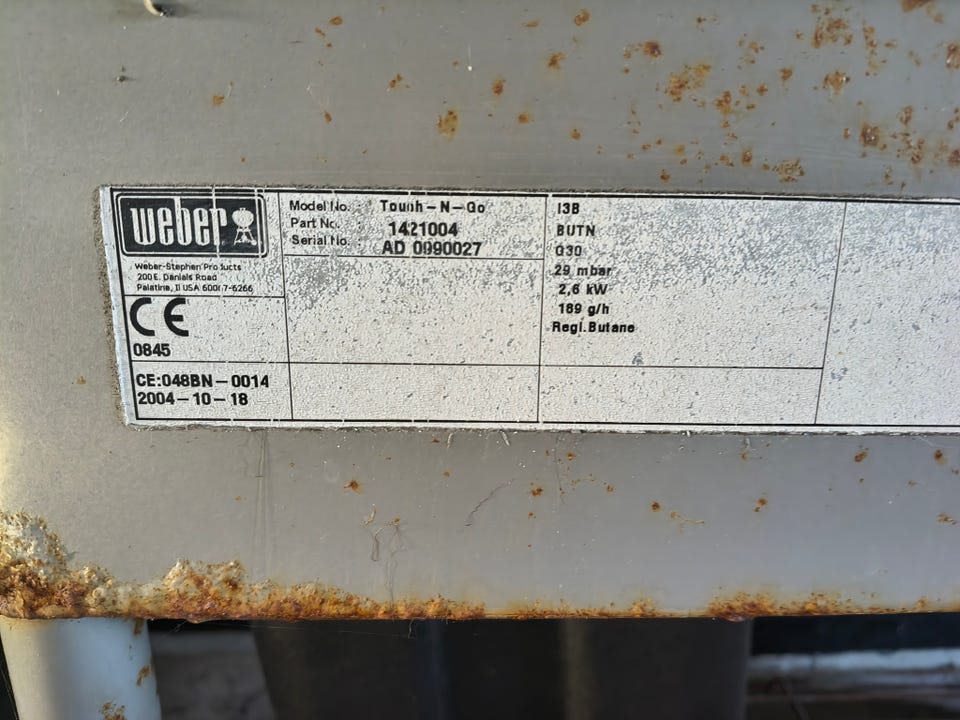 weber
Weber-Stephen Products
200 E. Daniels Road
Palatine, Il USA 60067-6266
CE
0845
CE:048BN-0014
2004-10-18
Model No. : Touch-N-Go
Part No. : 1421004
Serial No. : AD 0990027
I3B
BUTN
Q30
29 mbar
2,6 kW
189 g/h
Regl.Butane